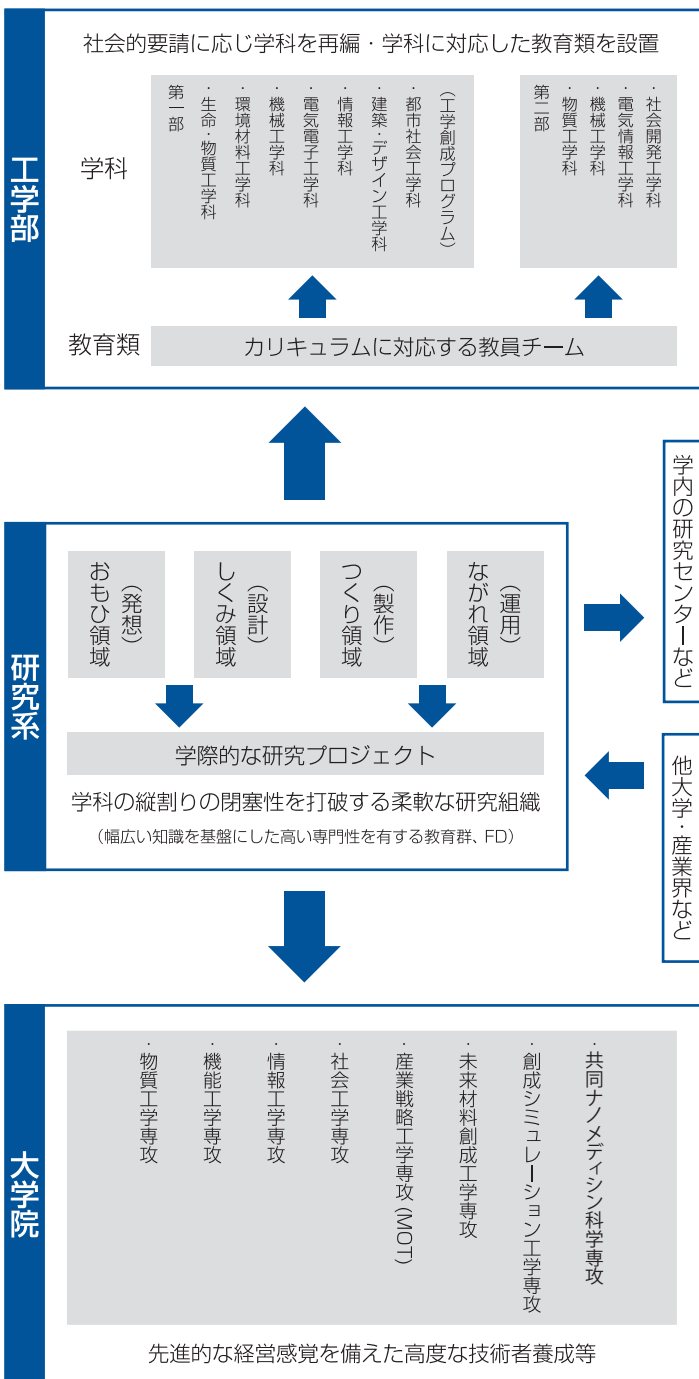 工学部
社会的要請に応じ学科を再編・学科に対応した教育類を設置
学科
第一部
・生命・物質工学科
・環境材料工学科
・機械工学科
・電気電子工学科
・情報工学科
・建築・デザイン工学科
・都市社会工学科
（工学創成プログラム）
第二部
・物質工学科
・機械工学科
・電気情報工学科
・社会開発工学科
教育類
カリキュラムに対応する教員チーム
研究系
（発想）
おもひ領域
（設計）
しくみ領域
（製作）
つくり領域
（運用）
ながれ領域
学際的な研究プロジェクト
学科の縦割りの閉塞性を打破する柔軟な研究組織
（幅広い知識を基盤にした高い専門性を有する教育群、FD）
学内の研究センターなど
他大学・産業界など
大学院
・物質工学専攻
・機能工学専攻
・情報工学専攻
・社会工学専攻
・産業戦略工学専攻(MOT)
・未来材料創成工学専攻
・創成シミュレーション工学専攻
・共同ナノメディシン科学専攻
先進的な経営感覚を備えた高度な技術者養成等